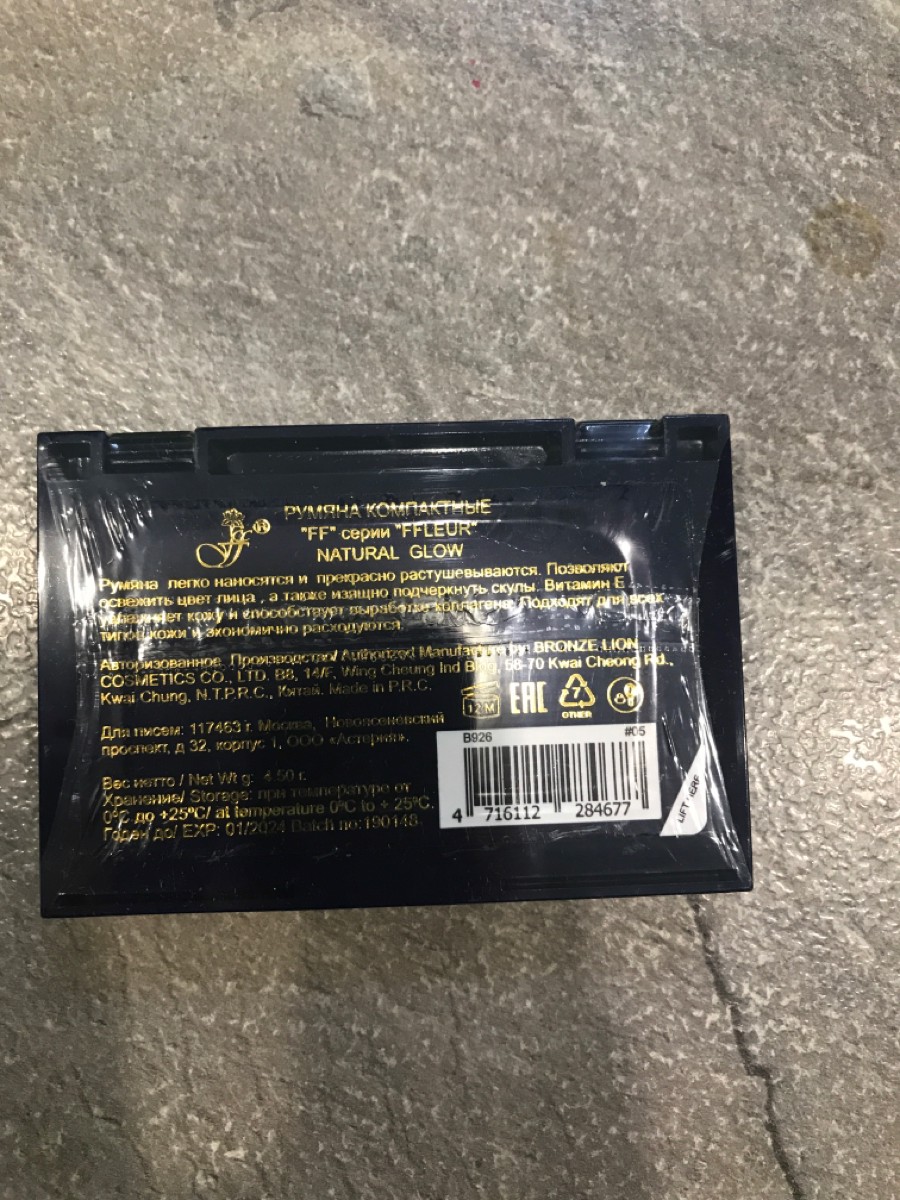 ff®
РУМЯНА КОМПАКТНЫЕ
"FF" серии "FFLEUR"
NATURAL GLOW
Румяна легко наносятся и прекрасно растушевываются. Позволяют
освежить цвет лица , а также изящно подчеркнуть скулы. Витамин Е
увлажняет кожу и способствует выработке коллагена. Подходят для всех
типов кожи и экономично расходуются.
Авторизованное Производство/ Authorized Manufacture by: BRONZE LION
COSMETICS CO., LTD. B8, 14/F, Wing Cheung Ind Bldg, 58-70 Kwai Cheong Rd.,
Kwai Chung, N.T.P.R.C., Китай. Made in P.R.C.
12 M EAC 7
OTHER
Для писем: 117463 г. Москва, Новоясеневский
проспект, д 32, корпус 1, ООО «Астерия».
B926 #05
4 716112 284677
LIFT HERE
Вес нетто / Net Wt g: 4.50 г.
Хранение/ Storage: при температуре от
0ºC до +25ºC/ at temperature 0ºC to + 25ºC.
Годен до/ EXP: 01/2024 Batch no:190148